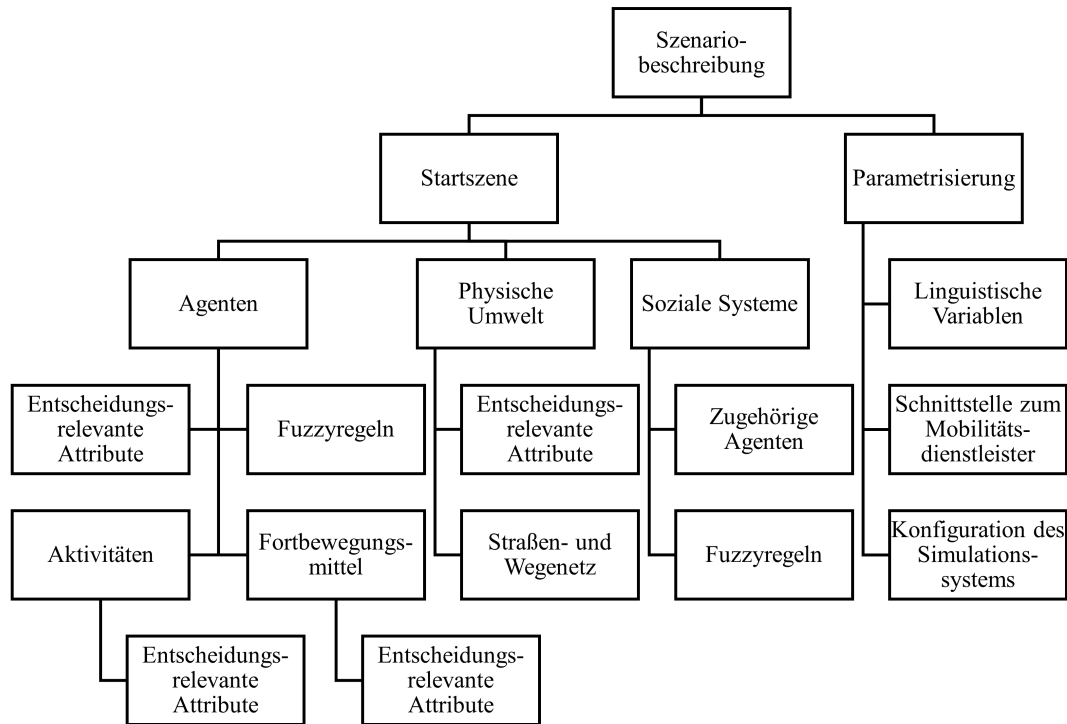 Szenario-
beschreibung
Startszene
Parametrisierung
Agenten
Physische
Umwelt
Soziale Systeme
Linguistische
Variablen
Entscheidungs-
relevante
Attribute
Fuzzyregeln
Entscheidungs-
relevante
Attribute
Zugehörige
Agenten
Schnittstelle zum
Mobilitäts-
dienstleister
Aktivitäten
Fortbewegungs-
mittel
Straßen- und
Wegenetz
Fuzzyregeln
Konfiguration des
Simulations-
systems
Entscheidungs-
relevante
Attribute
Entscheidungs-
relevante
Attribute